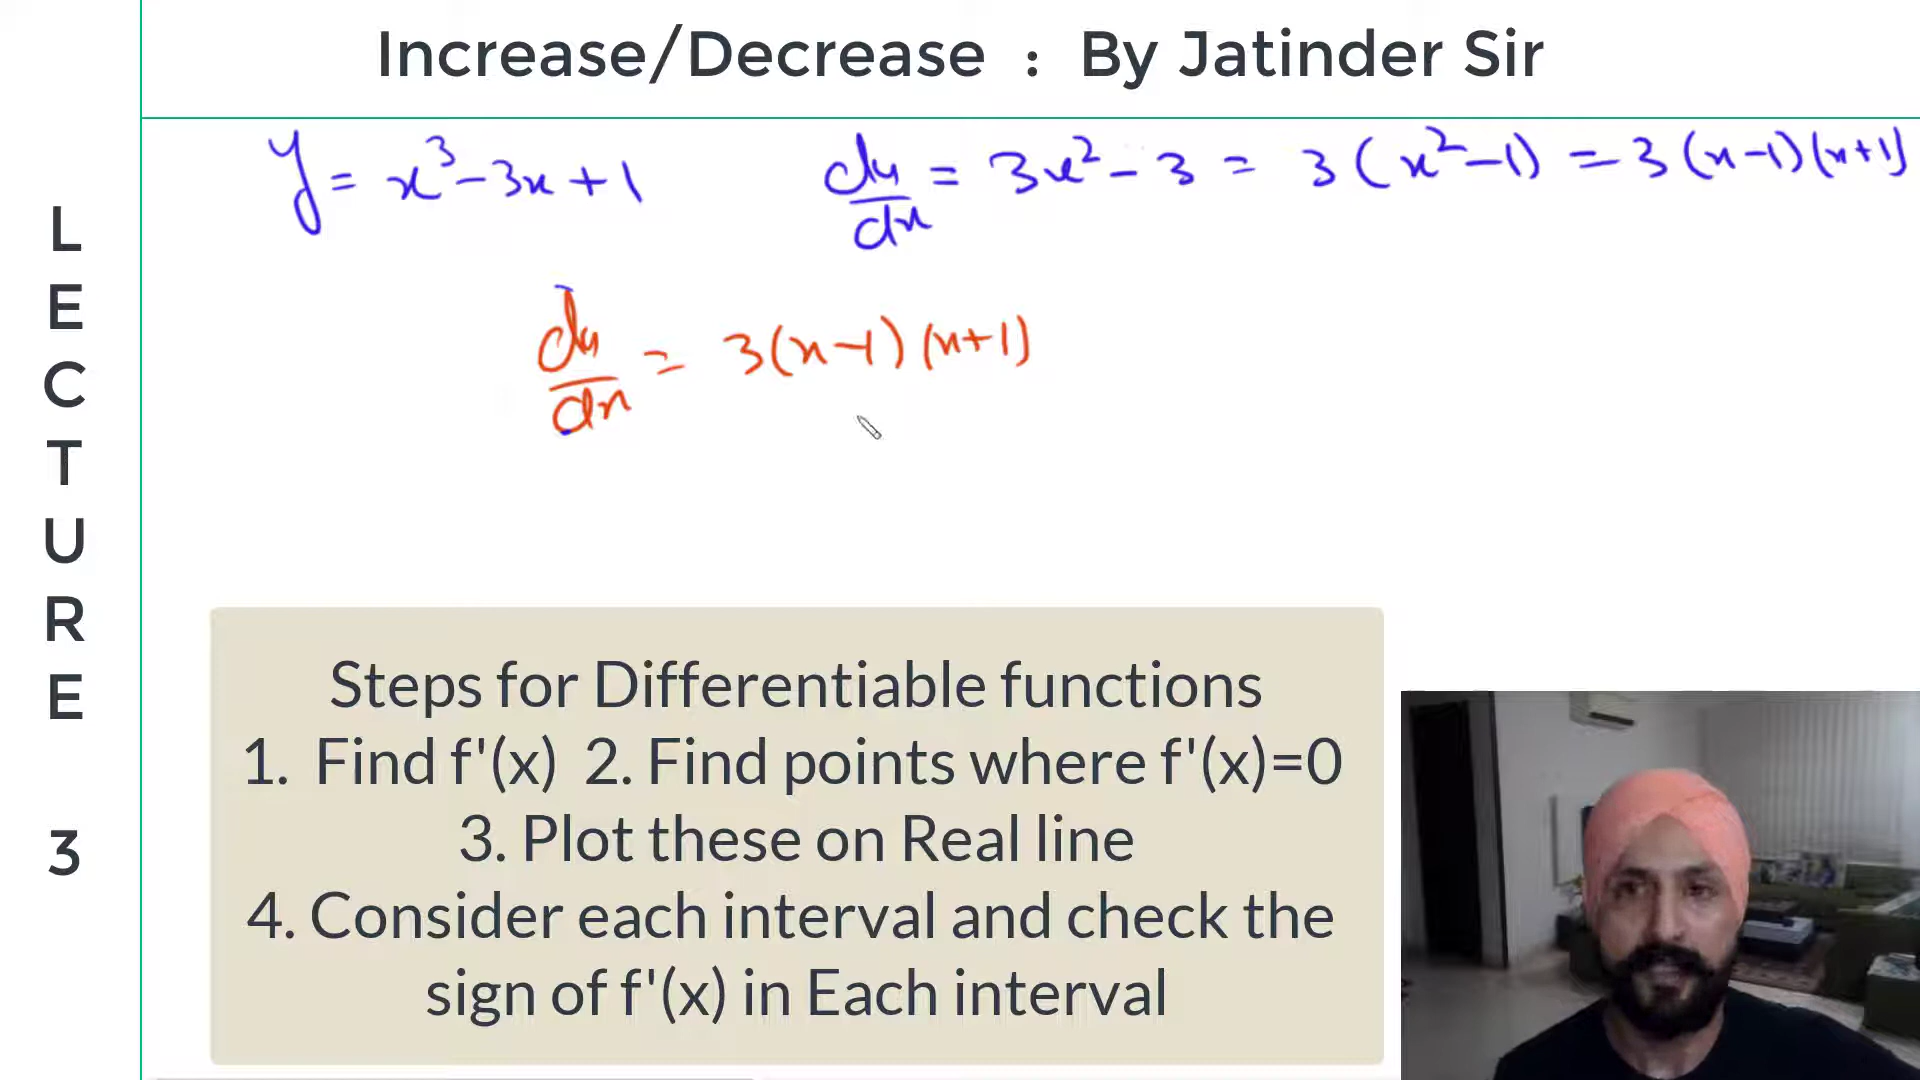 Increase/Decrease : By Jatinder Sir
y = x³ - 3x + 1
dy/dx = 3x² - 3 = 3(x² - 1) = 3(x-1)(x+1)
dy/dx = 3(x-1)(x+1)
LECTURE 3
Steps for Differentiable functions
1. Find f'(x) 2. Find points where f'(x)=0
3. Plot these on Real line
4. Consider each interval and check the
sign of f'(x) in Each interval